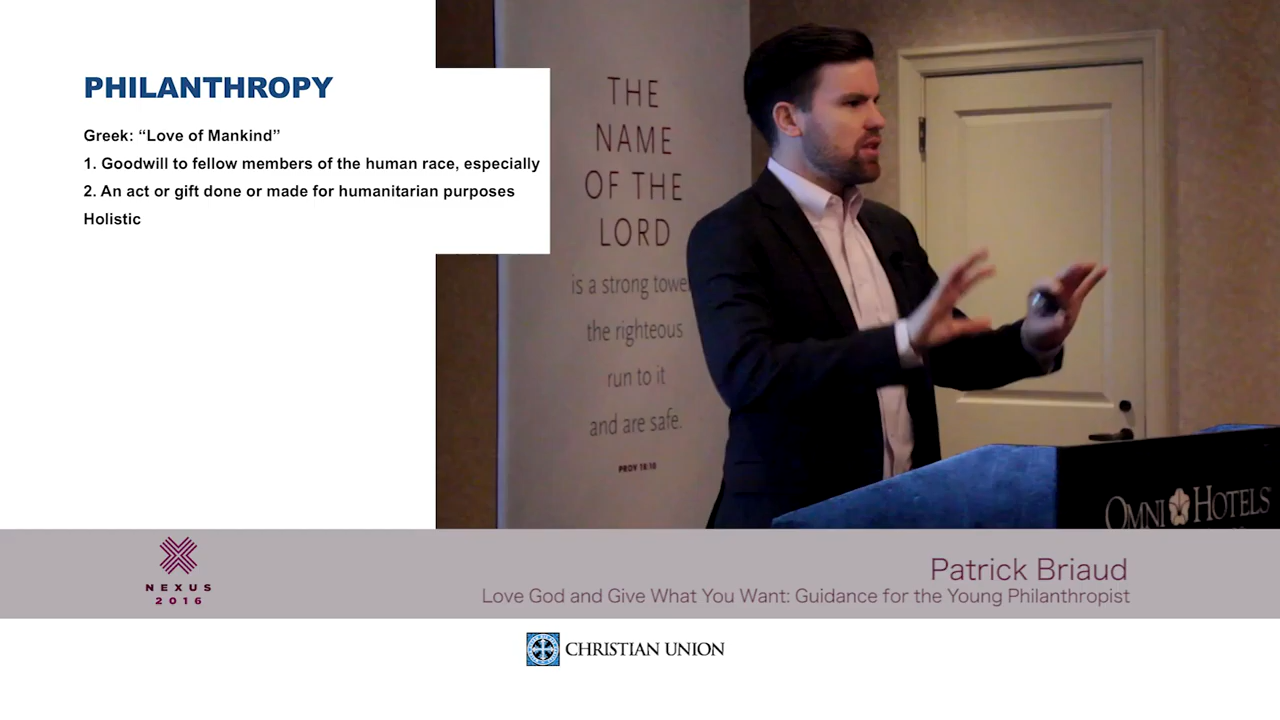 PHILANTHROPY
Greek: “Love of Mankind”
1. Goodwill to fellow members of the human race, especially
2. An act or gift done or made for humanitarian purposes
Holistic
THE
NAME
OF THE
LORD
is a strong
the righteous
run to it
and are safe.
PROV 18:10
OMNI HOTELS
NEXUS
2016
Patrick Briaud
Love God and Give What You Want: Guidance for the Young Philanthropist
CHRISTIAN UNION